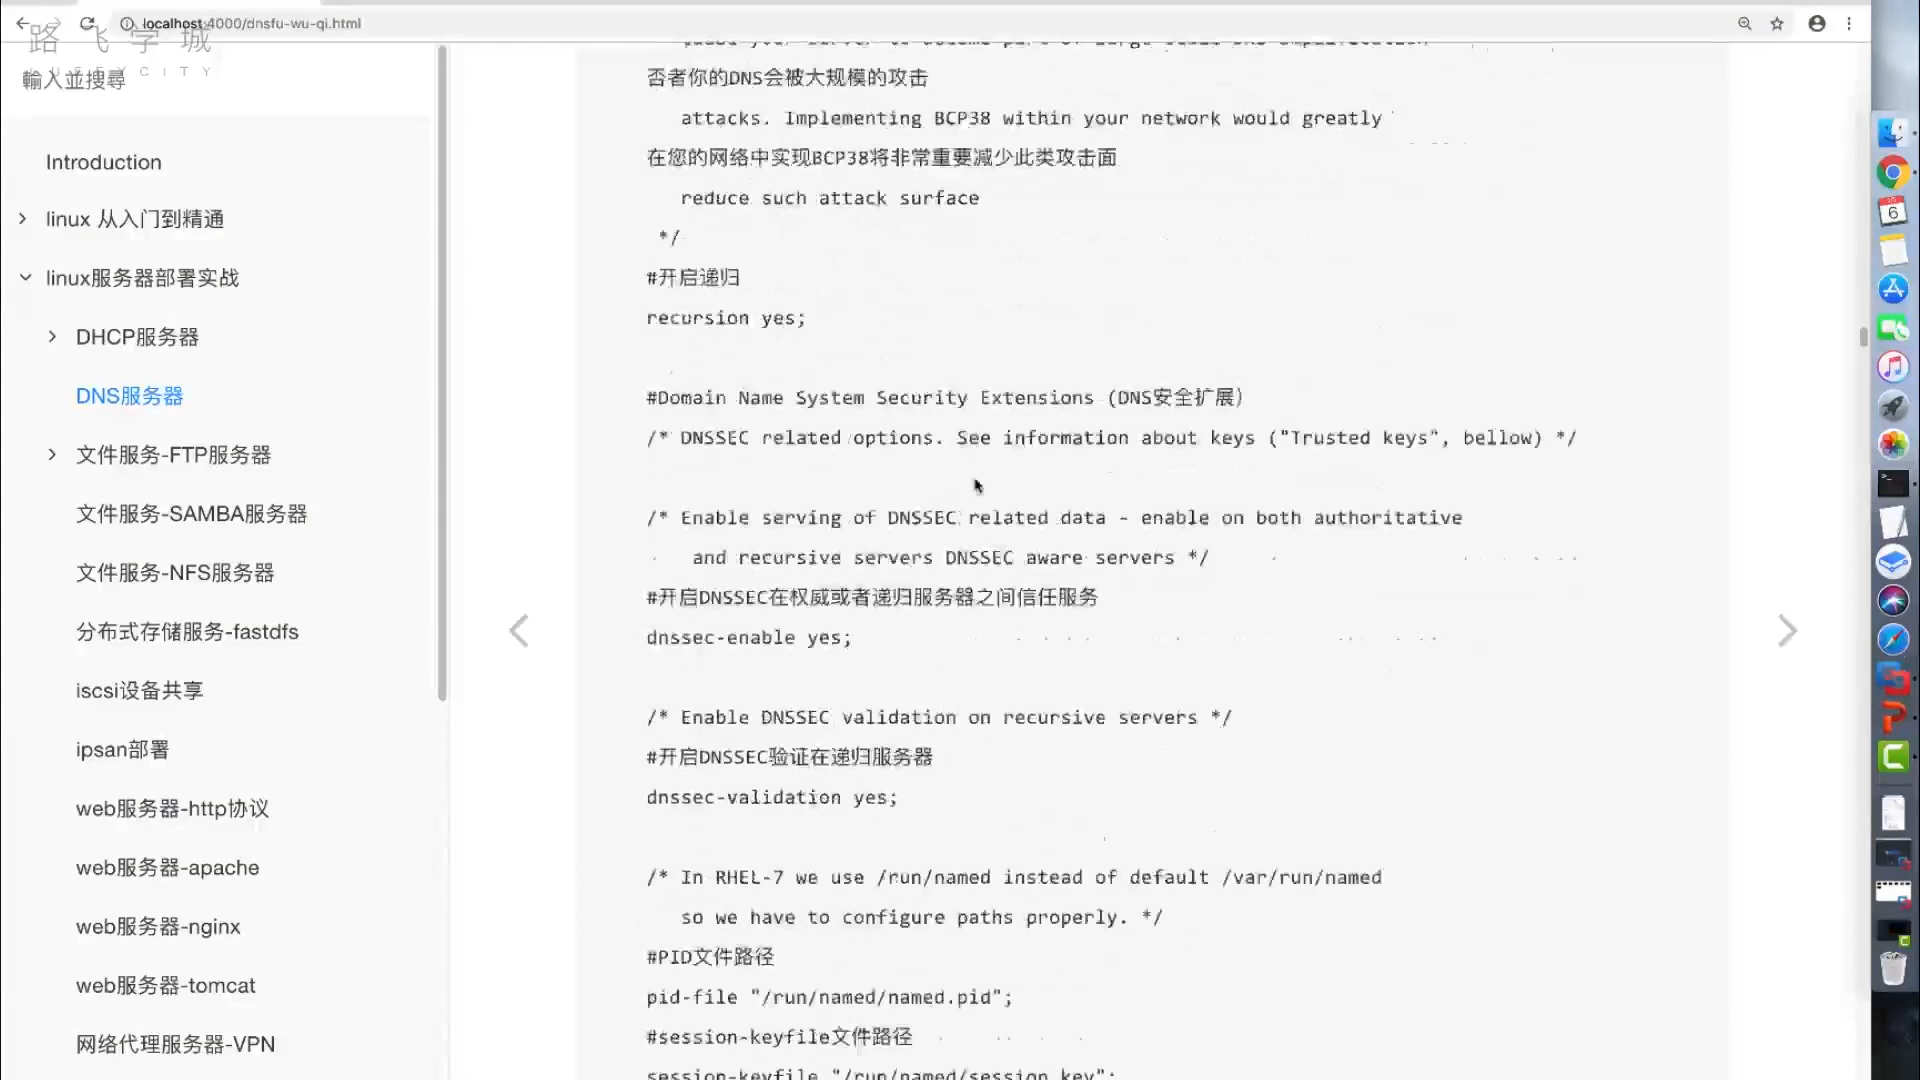 localhost:4000/dnsfu-wu-qi.html
路飞学城
LUFFYCITY
輸入並搜尋
Introduction
linux 从入门到精通
linux服务器部署实战
DHCP服务器
DNS服务器
文件服务-FTP服务器
文件服务-SAMBA服务器
文件服务-NFS服务器
分布式存储服务-fastdfs
iscsi设备共享
ipsan部署
web服务器-http协议
web服务器-apache
web服务器-nginx
web服务器-tomcat
网络代理服务器-VPN
否者你的DNS会被大规模的攻击
attacks. Implementing BCP38 within your network would greatly
在您的网络中实现BCP38将非常重要减少此类攻击面
reduce such attack surface
*/
#开启递归
recursion yes;
#Domain Name System Security Extensions (DNS安全扩展)
/* DNSSEC related options. See information about keys ("Trusted keys", bellow) */
/* Enable serving of DNSSEC related data - enable on both authoritative
and recursive servers DNSSEC aware servers */
#开启DNSSEC在权威或者递归服务器之间信任服务
dnssec-enable yes;
/* Enable DNSSEC validation on recursive servers */
#开启DNSSEC验证在递归服务器
dnssec-validation yes;
/* In RHEL-7 we use /run/named instead of default /var/run/named
so we have to configure paths properly. */
#PID文件路径
pid-file "/run/named/named.pid";
#session-keyfile文件路径
session-keyfile "/run/named/session.key";
6